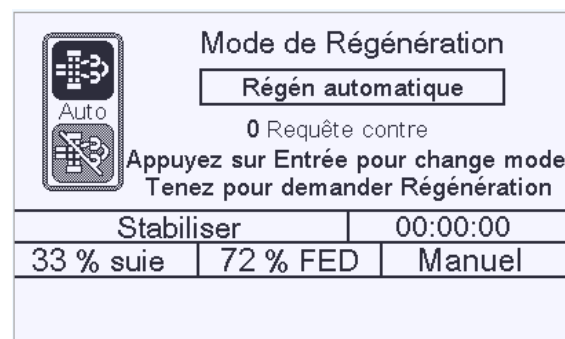 Mode de Régénération
Régén automatique
Auto
0 Requête contre
Appuyez sur Entrée pour change mode
Tenez pour demander Régénération
Stabiliser 00:00:00
33 % suie 72 % FED Manuel